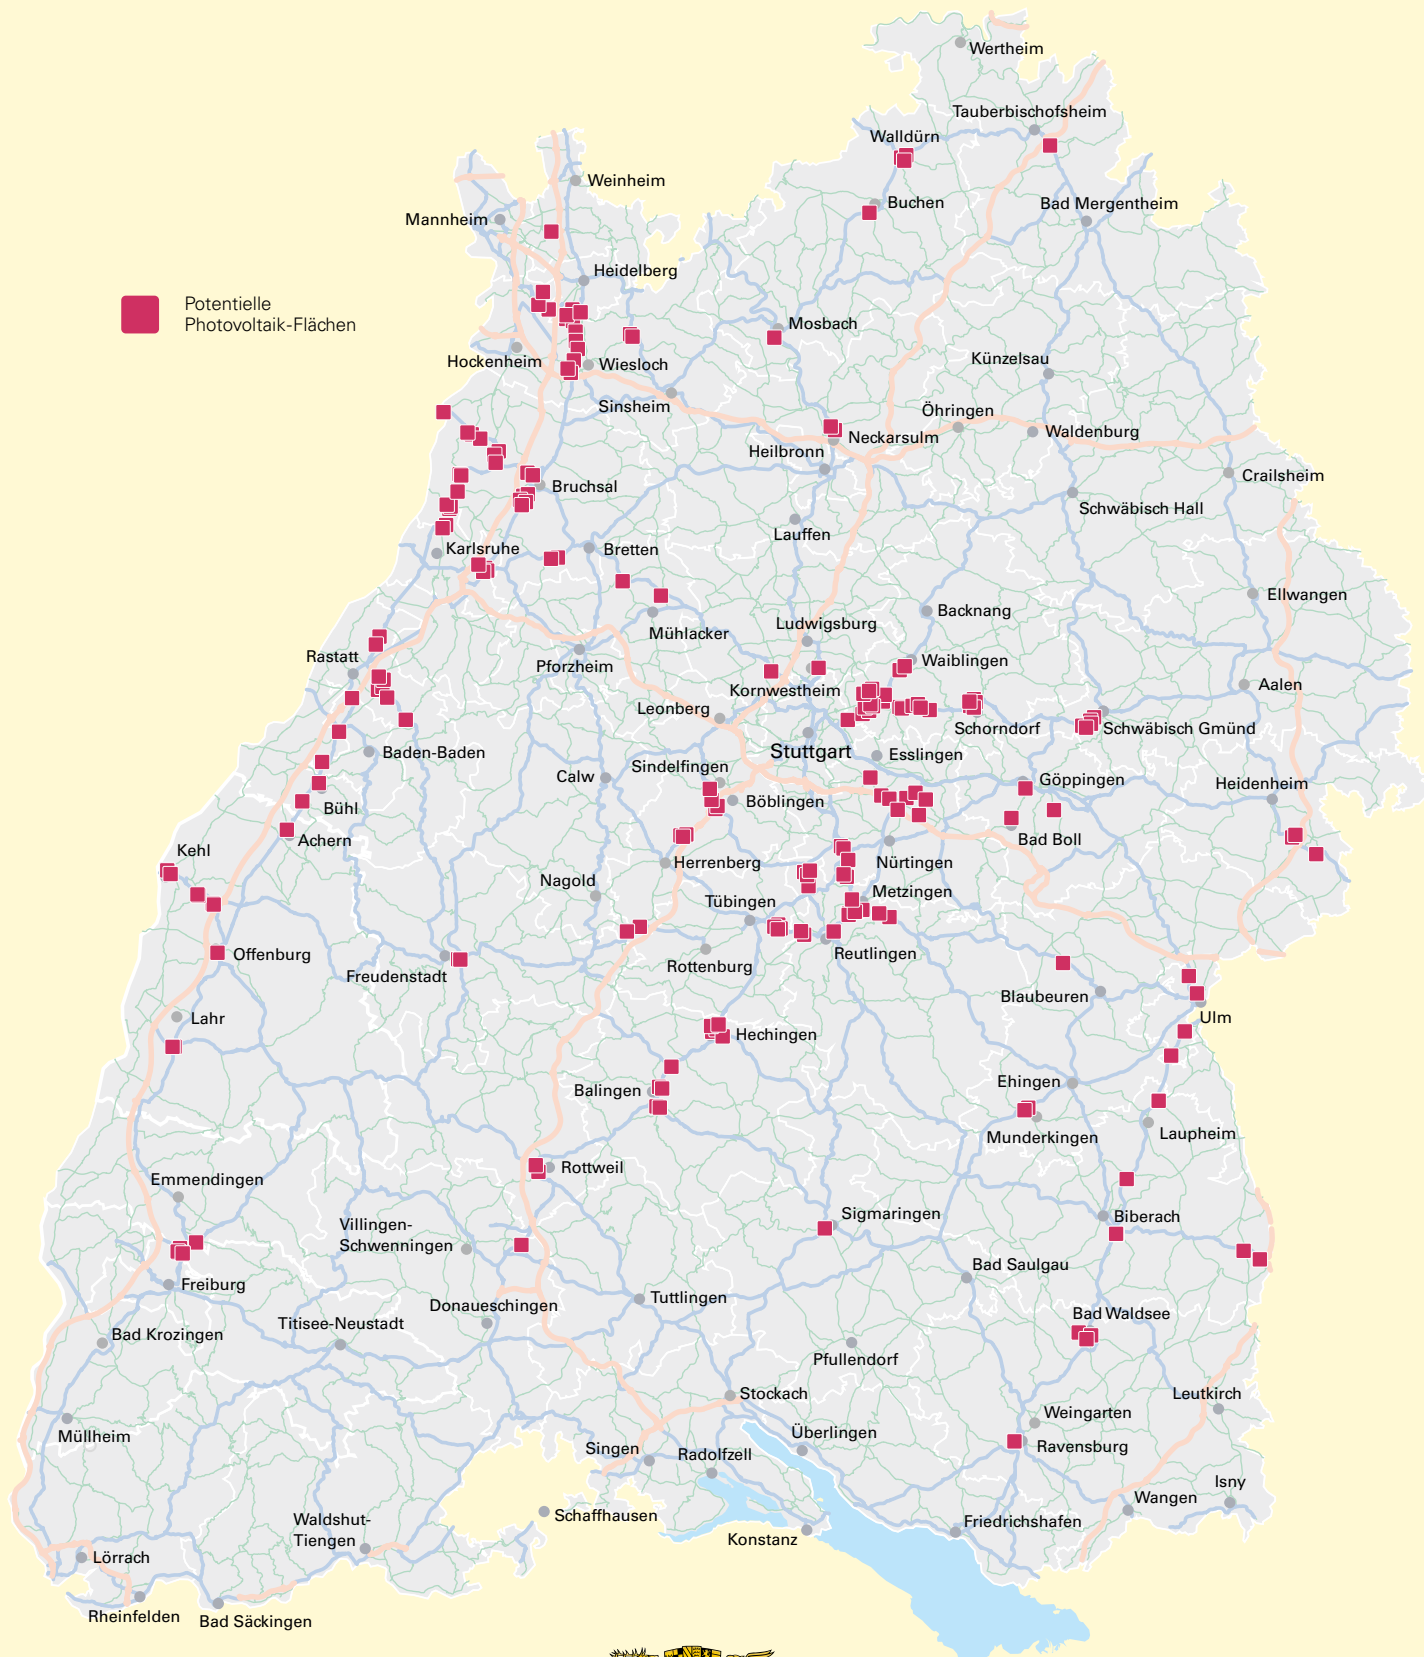 Wertheim
Tauberbischofsheim
Walldürn
Weinheim
Buchen
Bad Mergentheim
Mannheim
Heidelberg
Potentielle
Photovoltaik-Flächen
Mosbach
Hockenheim
Wiesloch
Künzelsau
Sinsheim
Öhringen
Neckarsulm
Waldenburg
Heilbronn
Crailsheim
Bruchsal
Schwäbisch Hall
Lauffen
Karlsruhe
Bretten
Ellwangen
Backnang
Mühlacker
Ludwigsburg
Rastatt
Pforzheim
Waiblingen
Kornwestheim
Aalen
Leonberg
Schorndorf
Schwäbisch Gmünd
Baden-Baden
Stuttgart
Esslingen
Calw
Sindelfingen
Göppingen
Heidenheim
Bühl
Böblingen
Achern
Bad Boll
Kehl
Herrenberg
Nürtingen
Nagold
Metzingen
Tübingen
Offenburg
Reutlingen
Freudenstadt
Rottenburg
Blaubeuren
Lahr
Ulm
Hechingen
Ehingen
Balingen
Munderkingen
Laupheim
Rottweil
Emmendingen
Sigmaringen
Biberach
Villingen-
Schwenningen
Bad Saulgau
Freiburg
Tuttlingen
Donaueschingen
Bad Waldsee
Titisee-Neustadt
Bad Krozingen
Pfullendorf
Stockach
Leutkirch
Weingarten
Müllheim
Überlingen
Singen
Radolfzell
Ravensburg
Isny
Wangen
Schaffhausen
Waldshut-
Tiengen
Friedrichshafen
Konstanz
Lörrach
Rheinfelden
Bad Säckingen